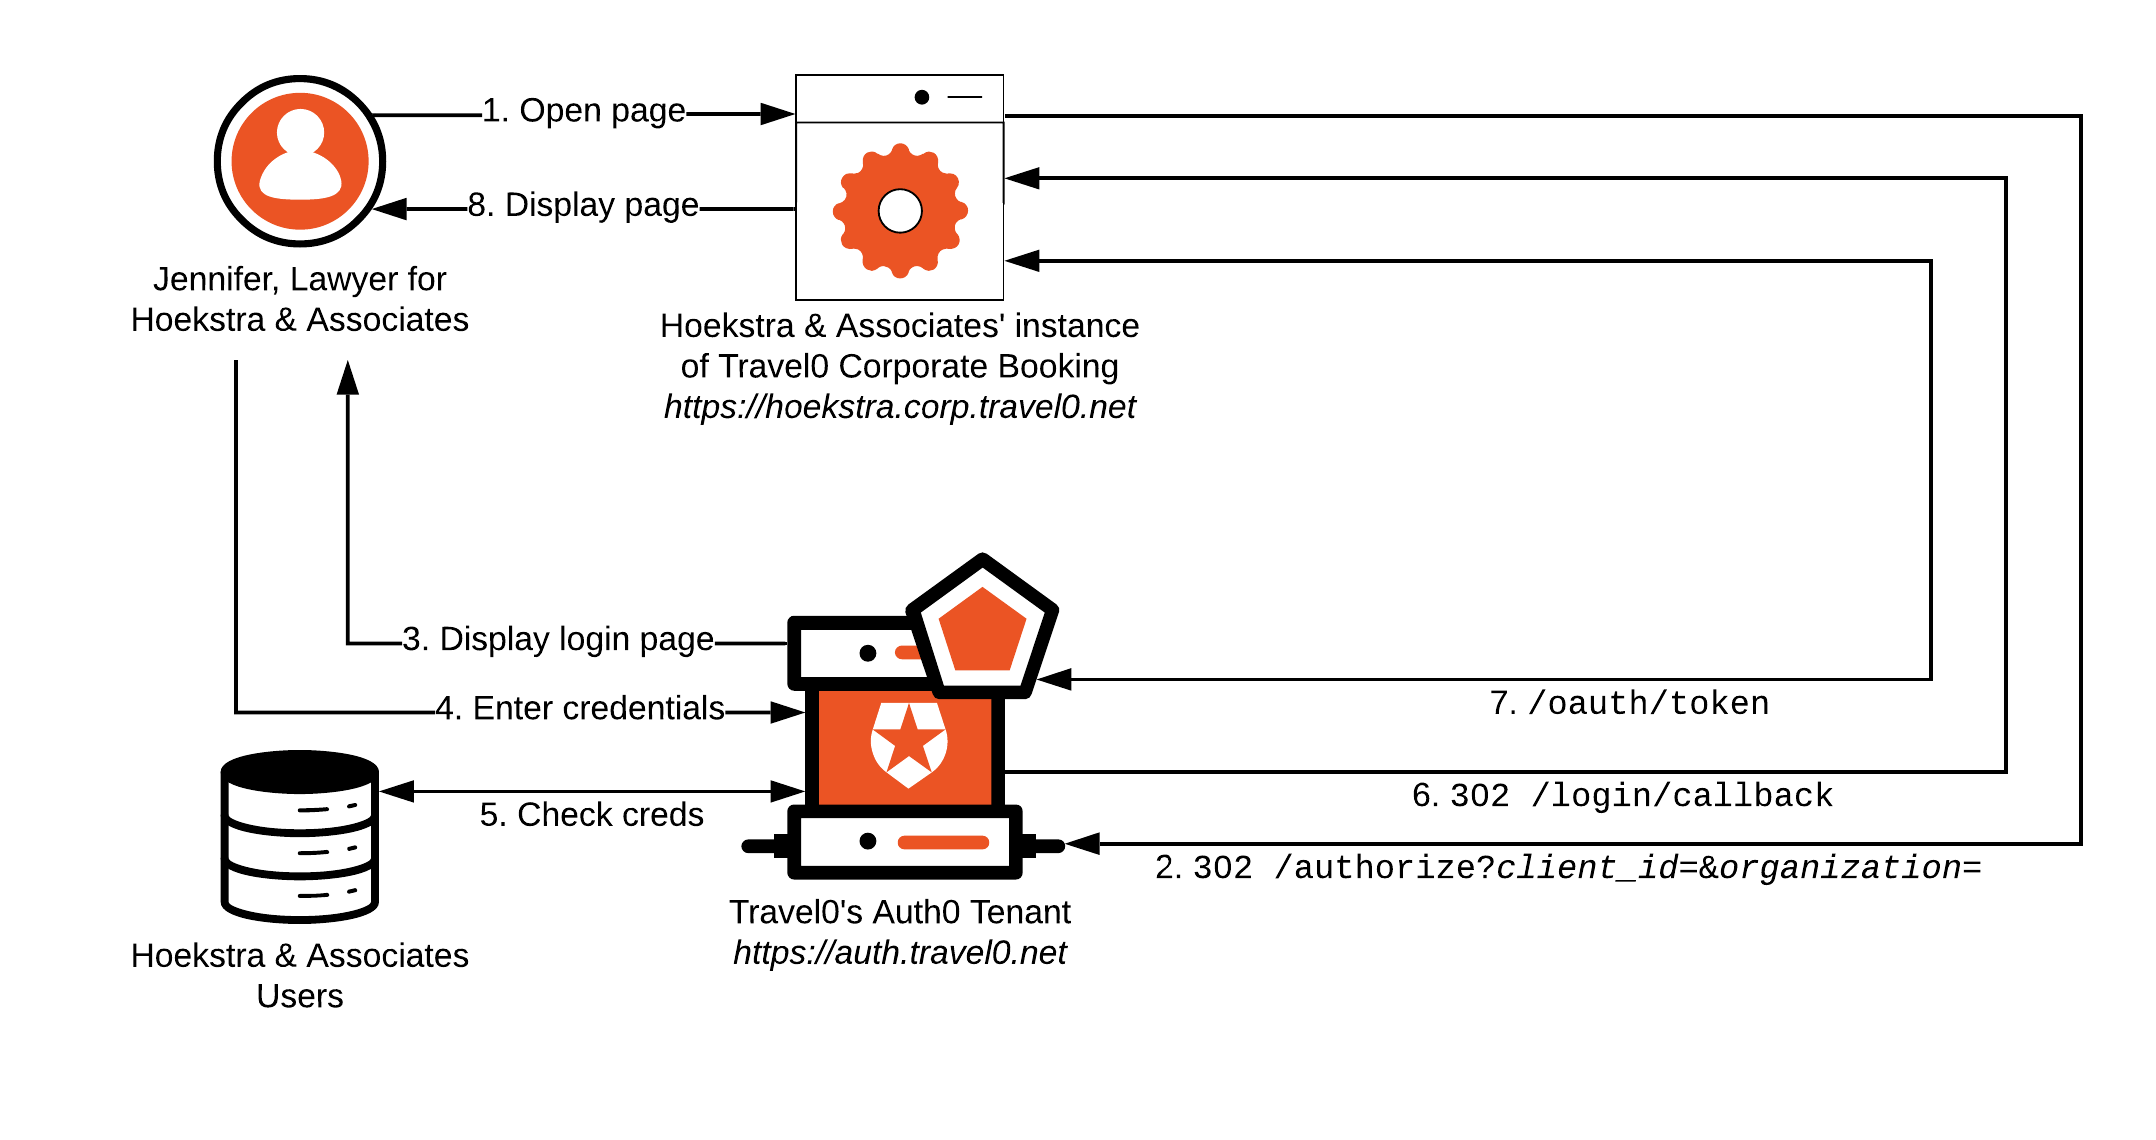 1. Open page
8. Display page
Jennifer, Lawyer for
Hoekstra & Associates
Hoekstra & Associates' instance
of Travel0 Corporate Booking
https://hoekstra.corp.travel0.net
3. Display login page
4. Enter credentials
5. Check creds
7. /oauth/token
6. 302 /login/callback
2. 302 /authorize?client_id=&organization=
Travel0's Auth0 Tenant
https://auth.travel0.net
Hoekstra & Associates
Users